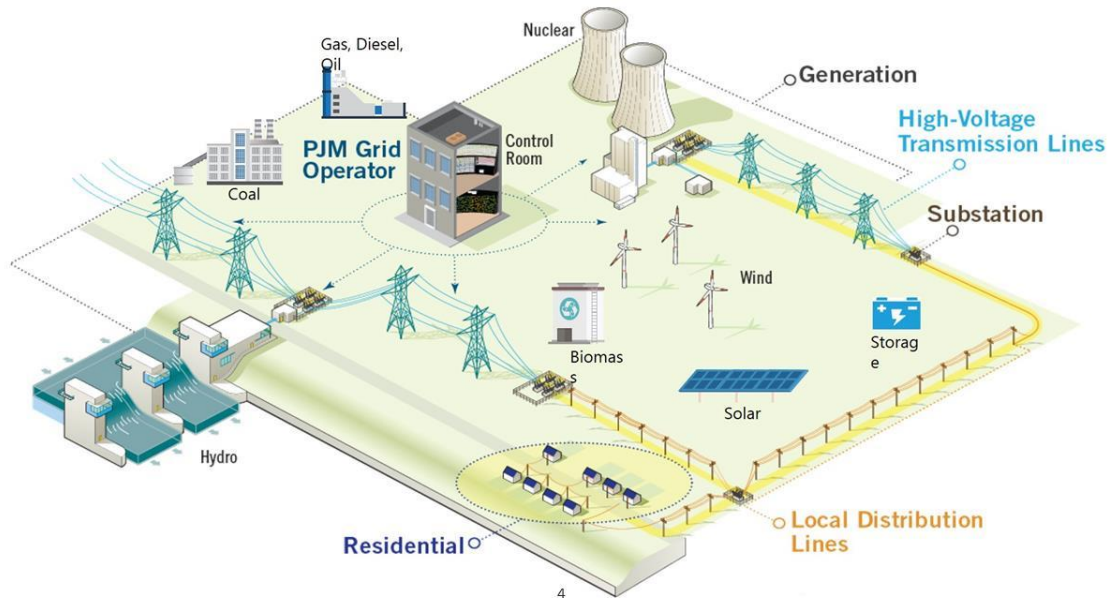 Nuclear
Gas, Diesel,
Oil
Generation
High-Voltage
Transmission Lines
PJM Grid
Operator
Control
Room
Coal
Substation
Wind
Storag
e
Biomas
s
Solar
Hydro
Residential
Local Distribution
Lines
4